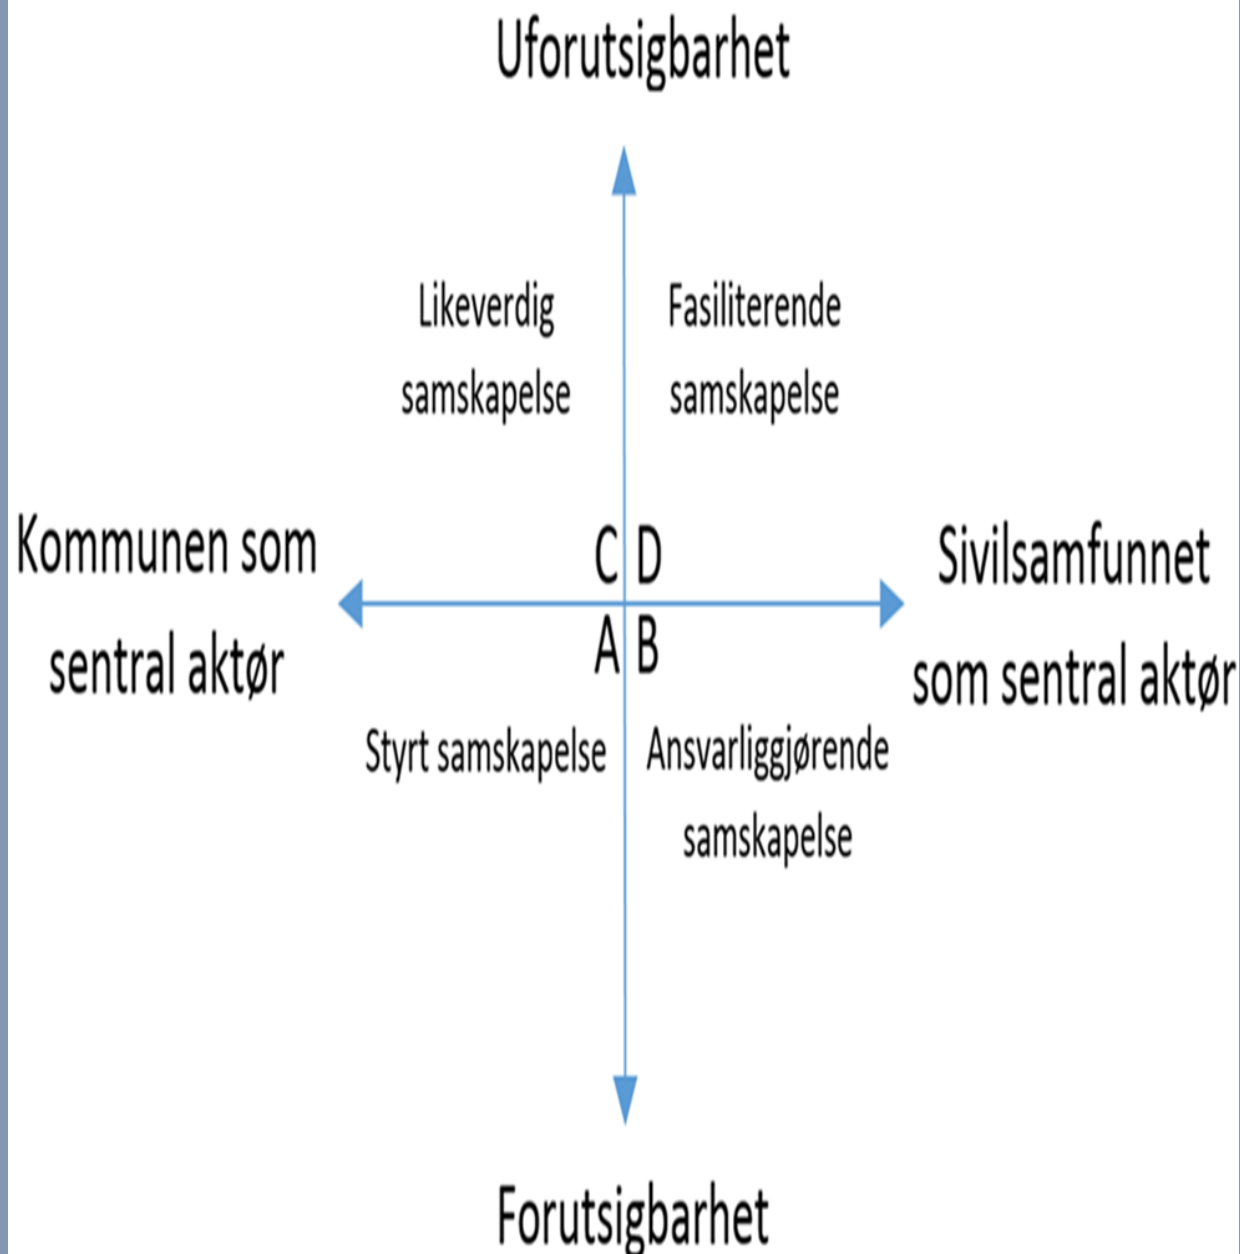 Uforutsigbarhet
Likeverdig
samskapelse
Fasiliterende
samskapelse
Kommunen som
sentral aktør
C D
A B
Sivilsamfunnet
som sentral aktør
Styrt samskapelse
Ansvarliggjørende
samskapelse
Forutsigbarhet